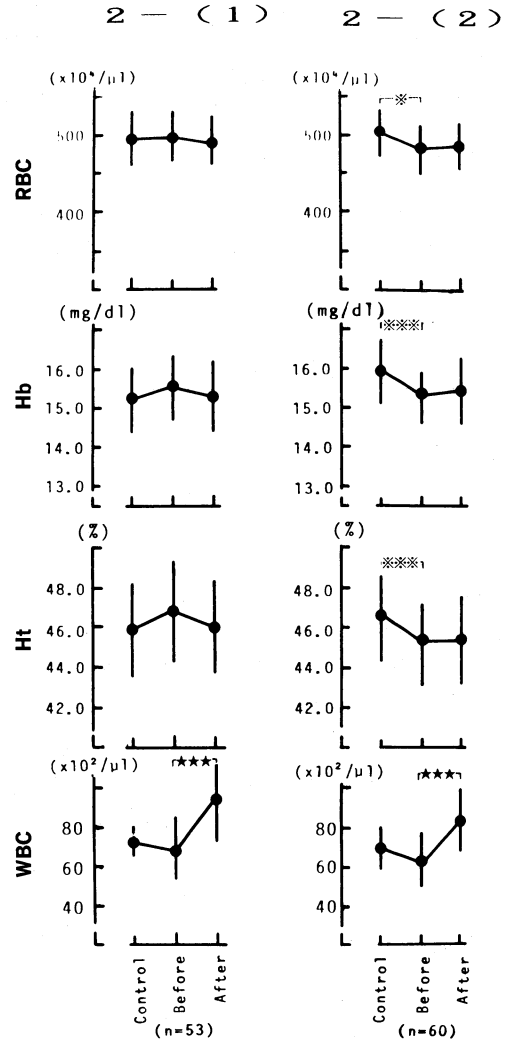 2 — (1)
2 — (2)
(x10⁴/μl)
(x10⁴/μl)
RBC
500
400
500
400
(mg/dl)
(mg/dl)
※
※※※
Hb
16.0
15.0
14.0
13.0
16.0
15.0
14.0
13.0
(%)
(%)
※※※
Ht
48.0
46.0
44.0
42.0
48.0
46.0
44.0
42.0
(x10²/μl)
(x10²/μl)
★★★
★★★
WBC
80
60
40
80
60
40
Control
Before
After
Control
Before
After
(n=53)
(n=60)